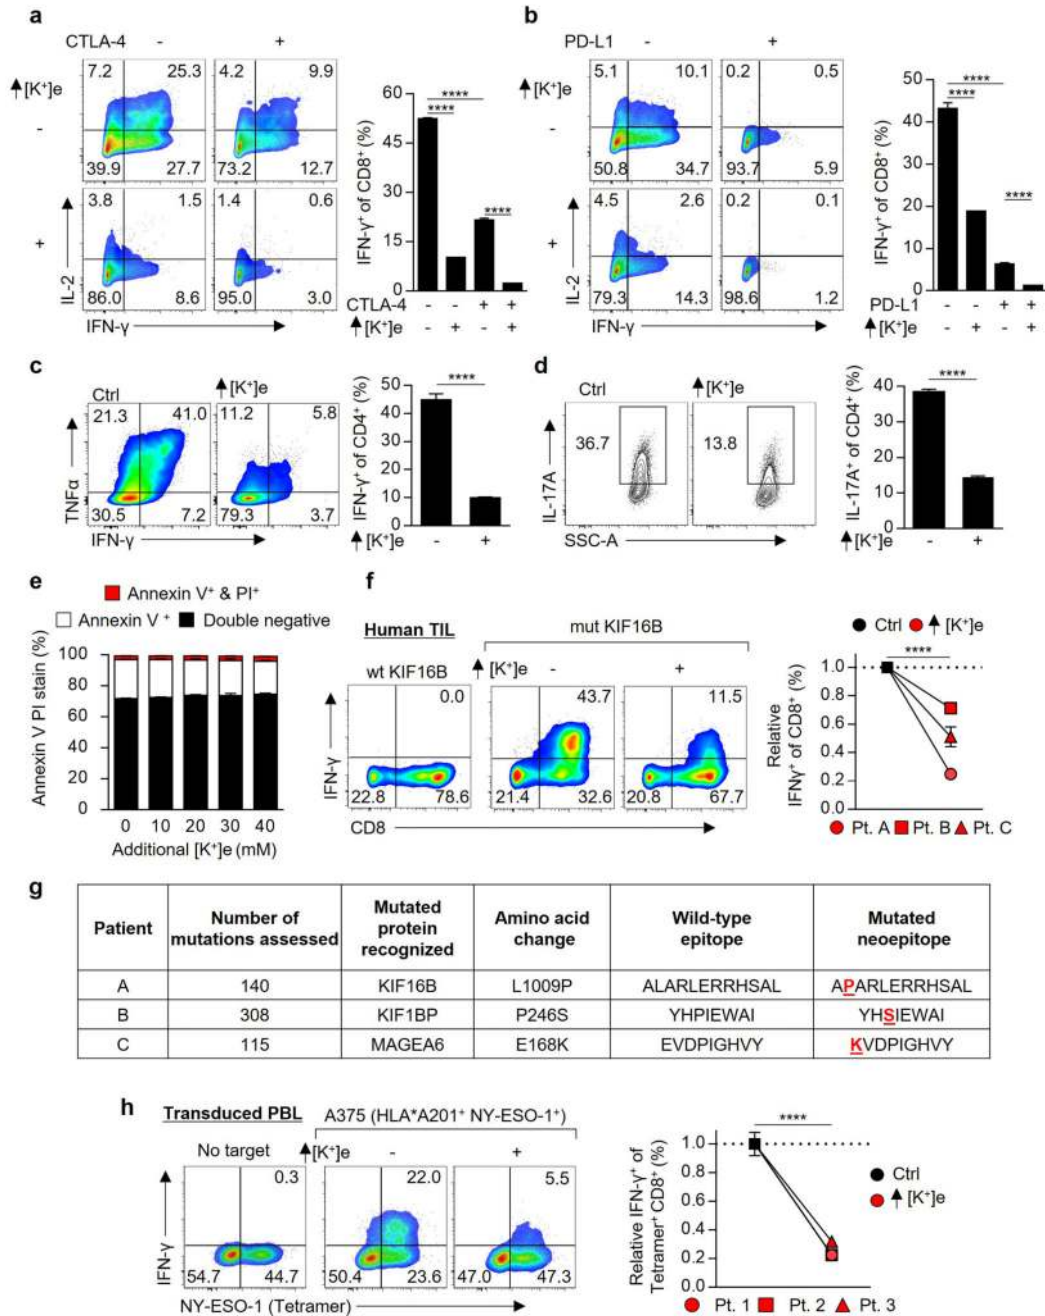 a
CTLA-4 - +
↑[K⁺]e
-
7.2 25.3
39.9 27.7
4.2 9.9
73.2 12.7
+
3.8 1.5
86.0 8.6
1.4 0.6
95.0 3.0
IL-2
IFN-γ
IFN-γ⁺ of CD8⁺ (%)
60
45
30
15
0
****
****
****
CTLA-4 - - + +
↑[K⁺]e - + - +
b
PD-L1 - +
↑[K⁺]e
-
5.1 10.1
50.8 34.7
0.2 0.5
93.7 5.9
+
4.5 2.6
79.3 14.3
0.2 0.1
98.6 1.2
IL-2
IFN-γ
IFN-γ⁺ of CD8⁺ (%)
50
40
30
20
10
0
****
****
****
PD-L1 - - + +
↑[K⁺]e - + - +
c
Ctrl ↑[K⁺]e
21.3 41.0
30.5 7.2
11.2 5.8
79.3 3.7
TNFα
IFN-γ
IFN-γ⁺ of CD4⁺ (%)
50
40
30
20
10
0
****
↑[K⁺]e - +
d
Ctrl ↑[K⁺]e
36.7 13.8
IL-17A
SSC-A
IL-17A⁺ of CD4⁺ (%)
40
30
20
10
0
****
↑[K⁺]e - +
e
Annexin V⁺ & PI⁺
Annexin V ⁺ Double negative
Annexin V PI stain (%)
100
80
60
40
20
0
0 10 20 30 40
Additional [K⁺]e (mM)
f
Human TIL mut KIF16B
wt KIF16B ↑[K⁺]e - +
0.0
22.8 78.6
43.7
21.4 32.6
11.5
20.8 67.7
IFN-γ
CD8
Ctrl ↑[K⁺]e
Relative
IFNγ⁺ of CD8⁺ (%)
1.0
0.8
0.6
0.4
0.2
0.0
****
Pt. A Pt. B Pt. C
g
Patient Number of mutations assessed Mutated protein recognized Amino acid change Wild-type epitope Mutated neoepitope
A 140 KIF16B L1009P ALARLERRHSAL APARLERRHSAL
B 308 KIF1BP P246S YHPIEWAI YHSIEWAI
C 115 MAGEA6 E168K EVDPIGHVY KVDPIGHVY
h
Transduced PBL A375 (HLA*A201⁺ NY-ESO-1⁺)
No target ↑[K⁺]e - +
0.3
54.7 44.7
22.0
50.4 23.6
5.5
47.0 47.3
IFN-γ
NY-ESO-1 (Tetramer)
Relative IFN-γ⁺ of
Tetramer⁺ CD8⁺ (%)
1.0
0.8
0.6
0.4
0.2
0.0
****
Ctrl
↑[K⁺]e
Pt. 1 Pt. 2 Pt. 3